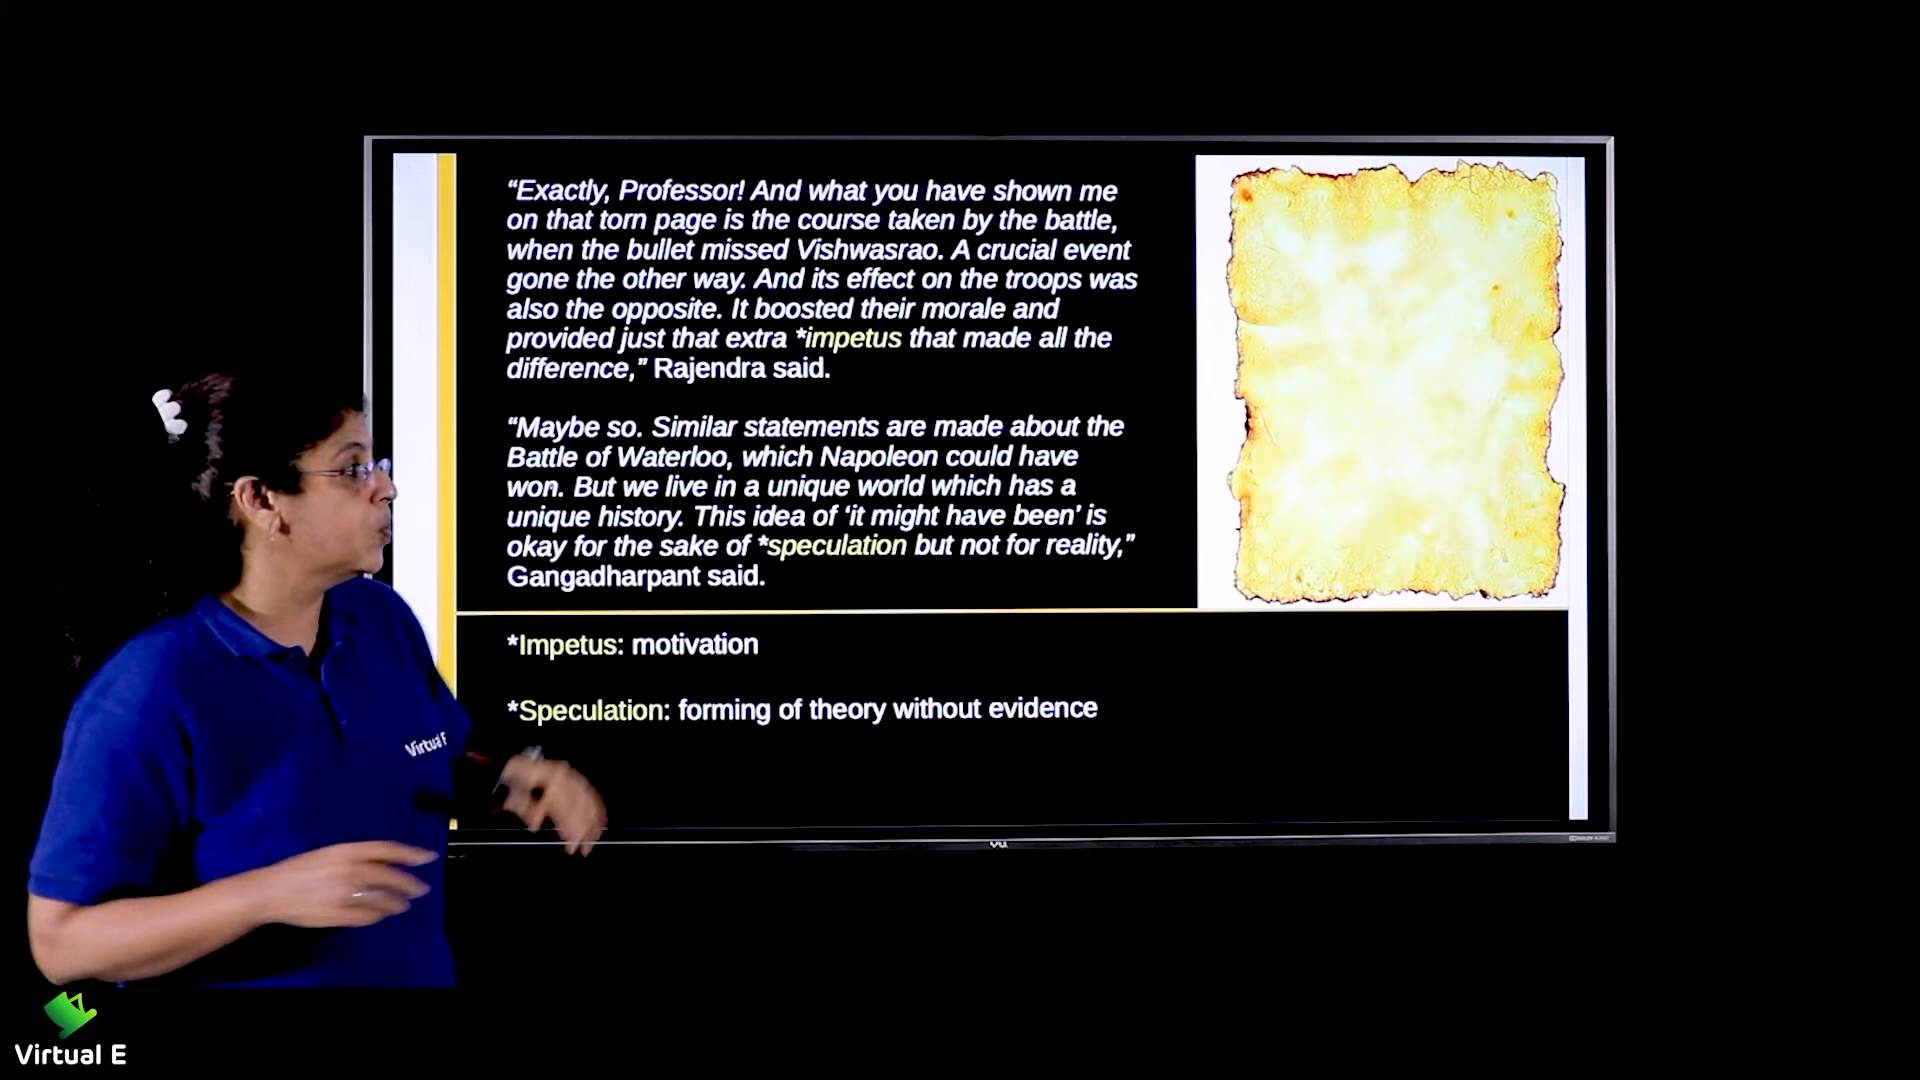 “Exactly, Professor! And what you have shown me
on that torn page is the course taken by the battle,
when the bullet missed Vishwasrao. A crucial event
gone the other way. And its effect on the troops was
also the opposite. It boosted their morale and
provided just that extra *impetus that made all the
difference,” Rajendra said.
“Maybe so. Similar statements are made about the
Battle of Waterloo, which Napoleon could have
won. But we live in a unique world which has a
unique history. This idea of ‘it might have been’ is
okay for the sake of *speculation but not for reality,”
Gangadharpant said.
*Impetus: motivation
*Speculation: forming of theory without evidence
Virtual E
Virtual E